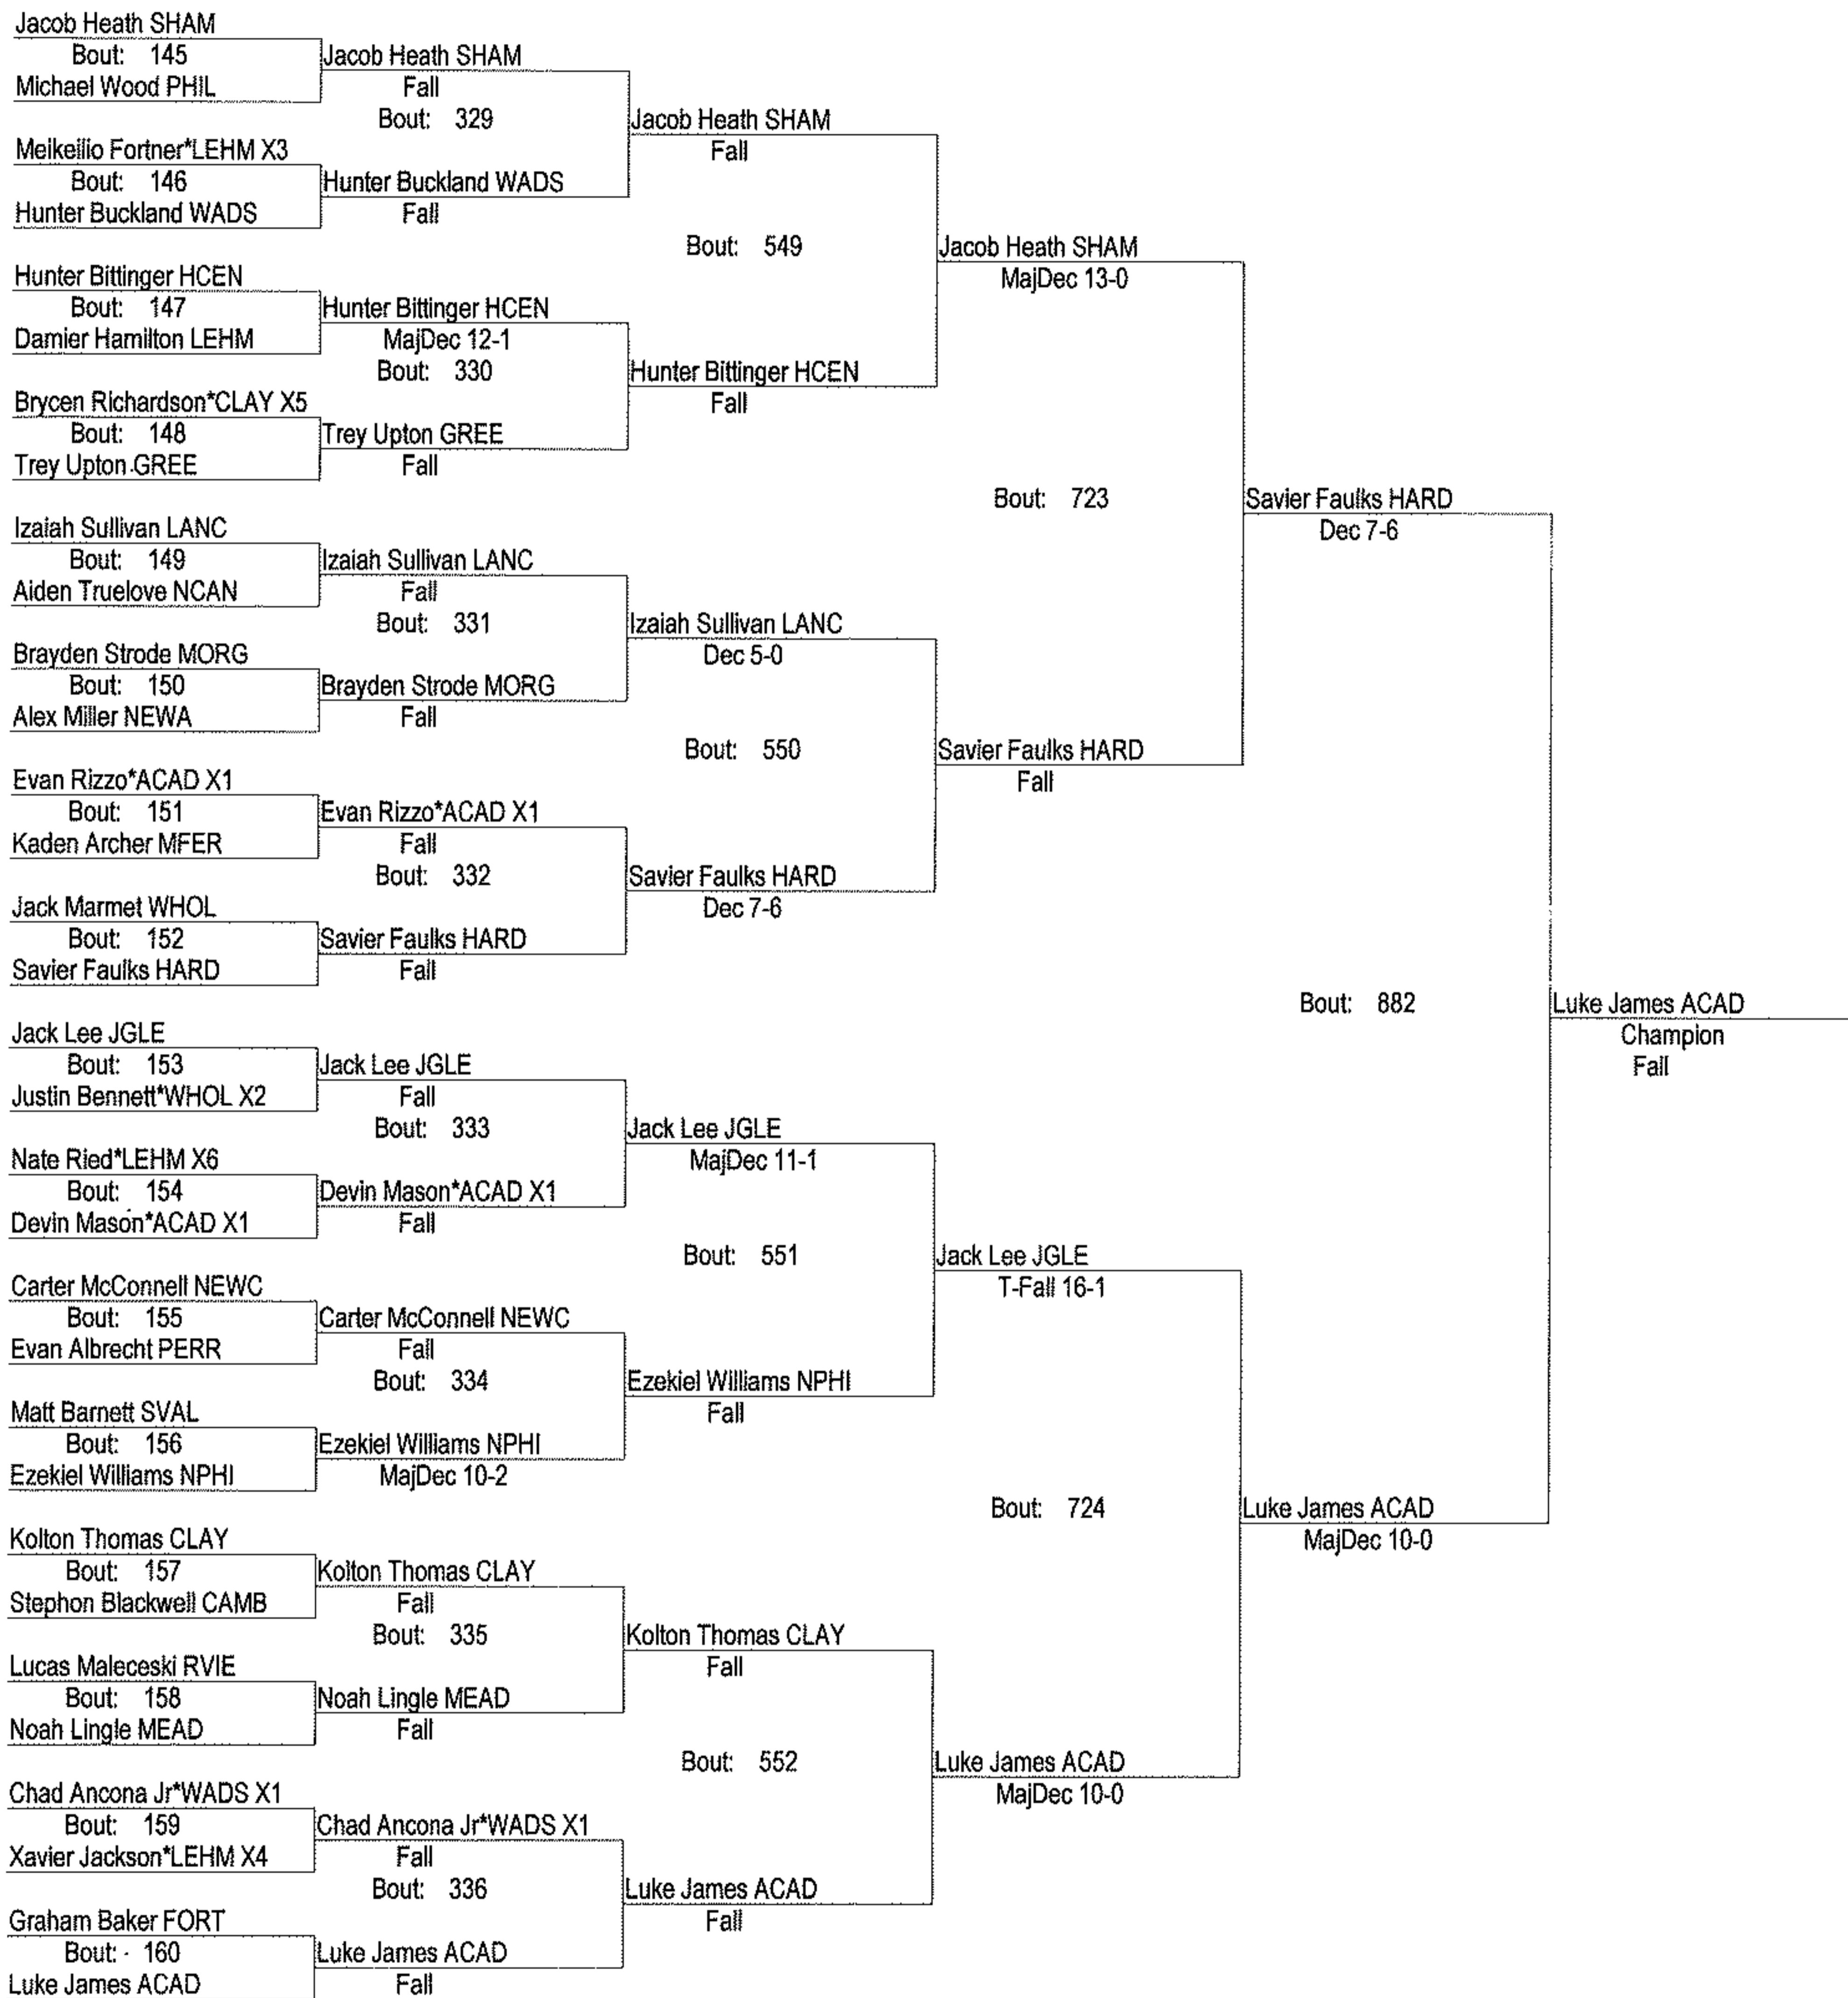 Jacob Heath SHAM
Bout: 145
Michael Wood PHIL
Meikeilio Fortner*LEHM X3
Bout: 146
Hunter Buckland WADS
Hunter Bittinger HCEN
Bout: 147
Damier Hamilton LEHM
Brycen Richardson*CLAY X5
Bout: 148
Trey Upton GREE
Izaiah Sullivan LANC
Bout: 149
Aiden Truelove NCAN
Brayden Strode MORG
Bout: 150
Alex Miller NEWA
Evan Rizzo*ACAD X1
Bout: 151
Kaden Archer MFER
Jack Marmet WHOL
Bout: 152
Savier Faulks HARD
Jack Lee JGLE
Bout: 153
Justin Bennett*WHOL X2
Nate Ried*LEHM X6
Bout: 154
Devin Mason*ACAD X1
Carter McConnell NEWC
Bout: 155
Evan Albrecht PERR
Matt Barnett SVAL
Bout: 156
Ezekiel Williams NPHI
Kolton Thomas CLAY
Bout: 157
Stephon Blackwell CAMB
Lucas Maleceski RVIE
Bout: 158
Noah Lingle MEAD
Chad Ancona Jr*WADS X1
Bout: 159
Xavier Jackson*LEHM X4
Graham Baker FORT
Bout: 160
Luke James ACAD
Jacob Heath SHAM
Fall
Bout: 329
Hunter Buckland WADS
Fall
Hunter Bittinger HCEN
MajDec 12-1
Bout: 330
Trey Upton GREE
Fall
Izaiah Sullivan LANC
Fall
Bout: 331
Brayden Strode MORG
Fall
Evan Rizzo*ACAD X1
Fall
Bout: 332
Savier Faulks HARD
Fall
Jack Lee JGLE
Fall
Bout: 333
Devin Mason*ACAD X1
Fall
Carter McConnell NEWC
Fall
Bout: 334
Ezekiel Williams NPHI
MajDec 10-2
Kolton Thomas CLAY
Fall
Bout: 335
Noah Lingle MEAD
Fall
Chad Ancona Jr*WADS X1
Fall
Bout: 336
Luke James ACAD
Fall
Jacob Heath SHAM
Fall
Bout: 549
Hunter Bittinger HCEN
Fall
Izaiah Sullivan LANC
Dec 5-0
Bout: 550
Savier Faulks HARD
Dec 7-6
Jack Lee JGLE
MajDec 11-1
Bout: 551
Ezekiel Williams NPHI
Fall
Kolton Thomas CLAY
Fall
Bout: 552
Luke James ACAD
Fall
Jacob Heath SHAM
MajDec 13-0
Bout: 723
Savier Faulks HARD
Fall
Jack Lee JGLE
T-Fall 16-1
Bout: 724
Luke James ACAD
MajDec 10-0
Savier Faulks HARD
Dec 7-6
Bout: 882
Luke James ACAD
MajDec 10-0
Luke James ACAD
Champion
Fall